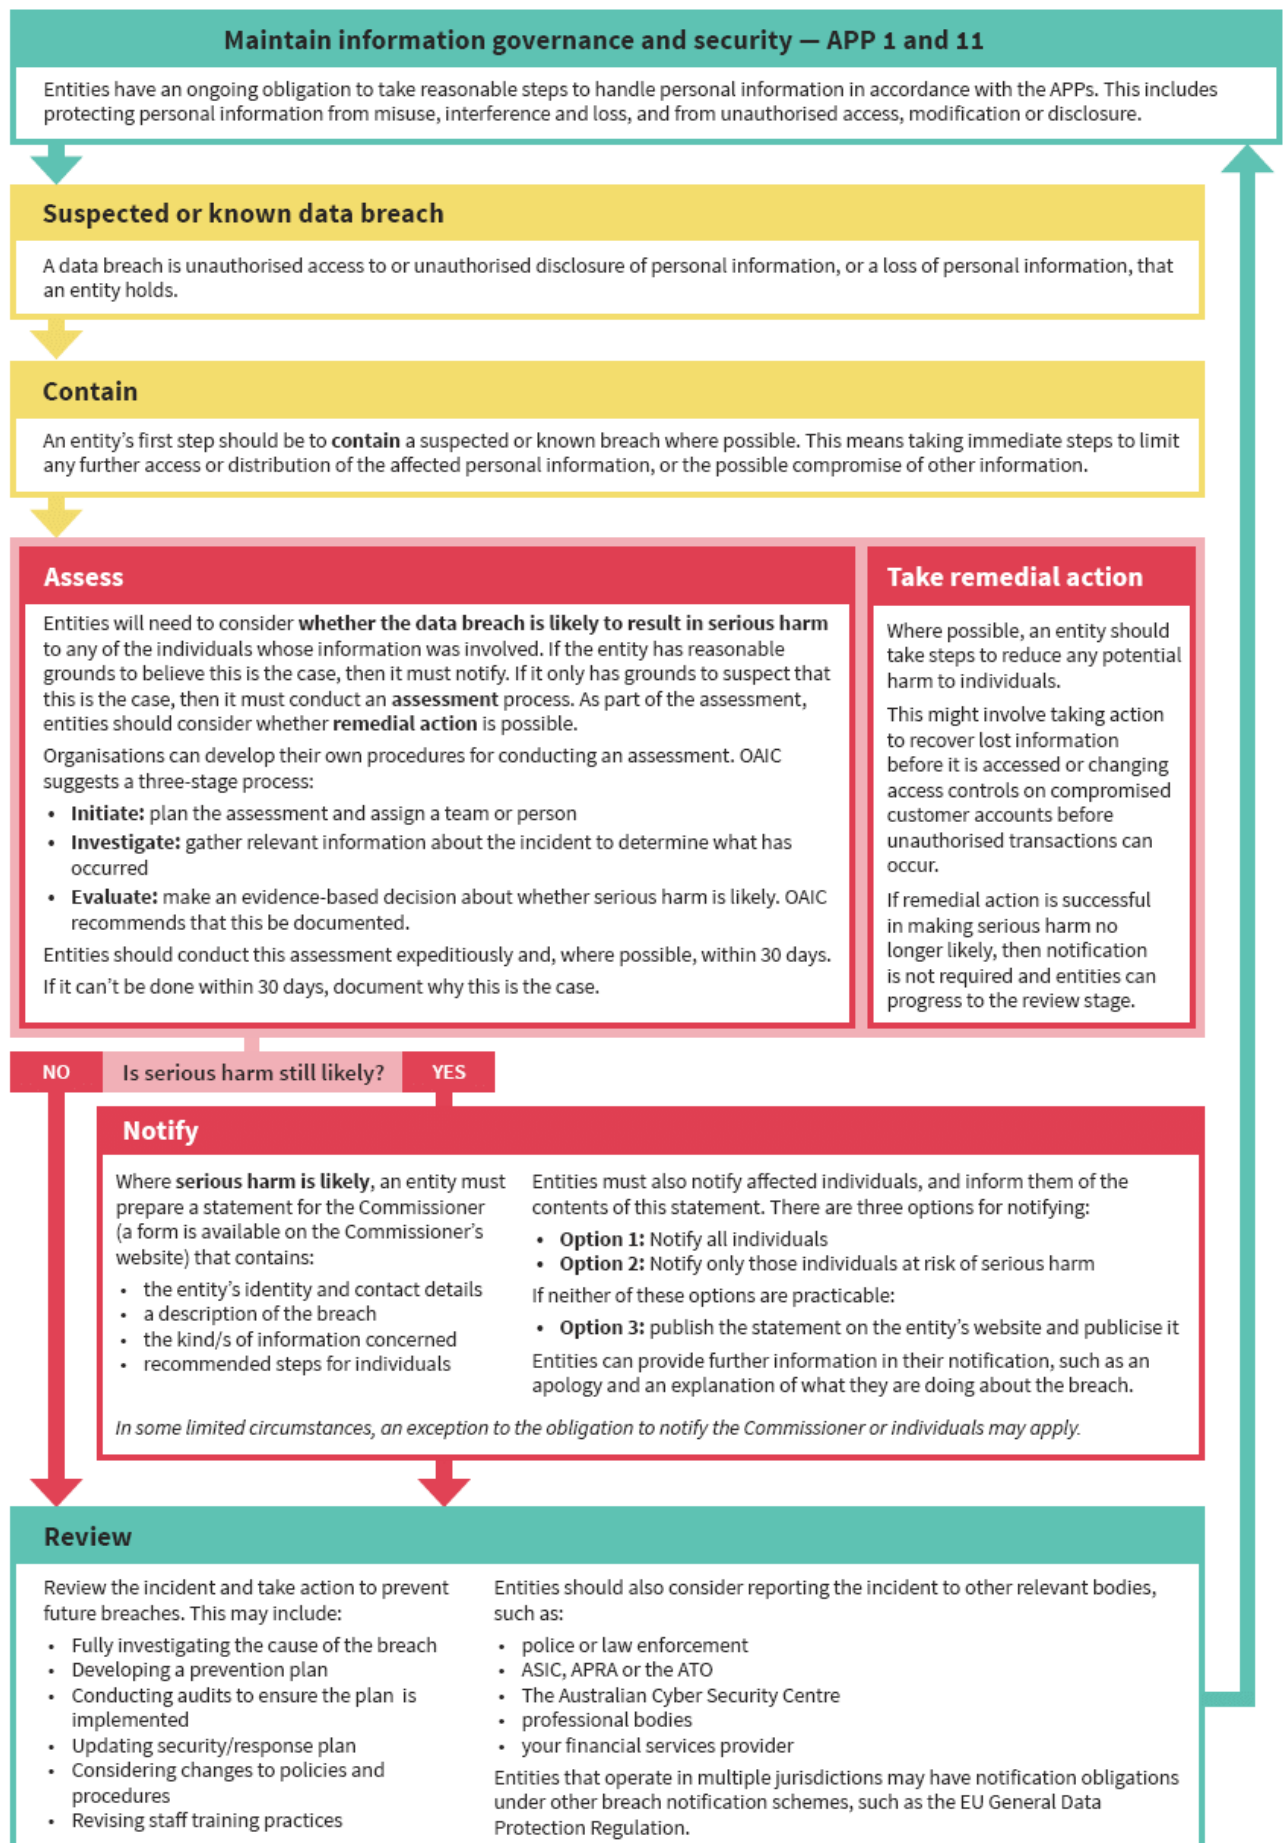 Maintain information governance and security — APP 1 and 11
Entities have an ongoing obligation to take reasonable steps to handle personal information in accordance with the APPs. This includes
protecting personal information from misuse, interference and loss, and from unauthorised access, modification or disclosure.
Suspected or known data breach
A data breach is unauthorised access to or unauthorised disclosure of personal information, or a loss of personal information, that
an entity holds.
Contain
An entity’s first step should be to contain a suspected or known breach where possible. This means taking immediate steps to limit
any further access or distribution of the affected personal information, or the possible compromise of other information.
Assess
Entities will need to consider whether the data breach is likely to result in serious harm
to any of the individuals whose information was involved. If the entity has reasonable
grounds to believe this is the case, then it must notify. If it only has grounds to suspect that
this is the case, then it must conduct an assessment process. As part of the assessment,
entities should consider whether remedial action is possible.
Organisations can develop their own procedures for conducting an assessment. OAIC
suggests a three-stage process:
• Initiate: plan the assessment and assign a team or person
• Investigate: gather relevant information about the incident to determine what has
occurred
• Evaluate: make an evidence-based decision about whether serious harm is likely. OAIC
recommends that this be documented.
Entities should conduct this assessment expeditiously and, where possible, within 30 days.
If it can’t be done within 30 days, document why this is the case.
Take remedial action
Where possible, an entity should
take steps to reduce any potential
harm to individuals.
This might involve taking action
to recover lost information
before it is accessed or changing
access controls on compromised
customer accounts before
unauthorised transactions can
occur.
If remedial action is successful
in making serious harm no
longer likely, then notification
is not required and entities can
progress to the review stage.
NO
Is serious harm still likely?
YES
Notify
Where serious harm is likely, an entity must
prepare a statement for the Commissioner
(a form is available on the Commissioner’s
website) that contains:
• the entity’s identity and contact details
• a description of the breach
• the kind/s of information concerned
• recommended steps for individuals
Entities must also notify affected individuals, and inform them of the
contents of this statement. There are three options for notifying:
• Option 1: Notify all individuals
• Option 2: Notify only those individuals at risk of serious harm
If neither of these options are practicable:
• Option 3: publish the statement on the entity’s website and publicise it
Entities can provide further information in their notification, such as an
apology and an explanation of what they are doing about the breach.
In some limited circumstances, an exception to the obligation to notify the Commissioner or individuals may apply.
Review
Review the incident and take action to prevent
future breaches. This may include:
• Fully investigating the cause of the breach
• Developing a prevention plan
• Conducting audits to ensure the plan is
implemented
• Updating security/response plan
• Considering changes to policies and
procedures
• Revising staff training practices
Entities should also consider reporting the incident to other relevant bodies,
such as:
• police or law enforcement
• ASIC, APRA or the ATO
• The Australian Cyber Security Centre
• professional bodies
• your financial services provider
Entities that operate in multiple jurisdictions may have notification obligations
under other breach notification schemes, such as the EU General Data
Protection Regulation.